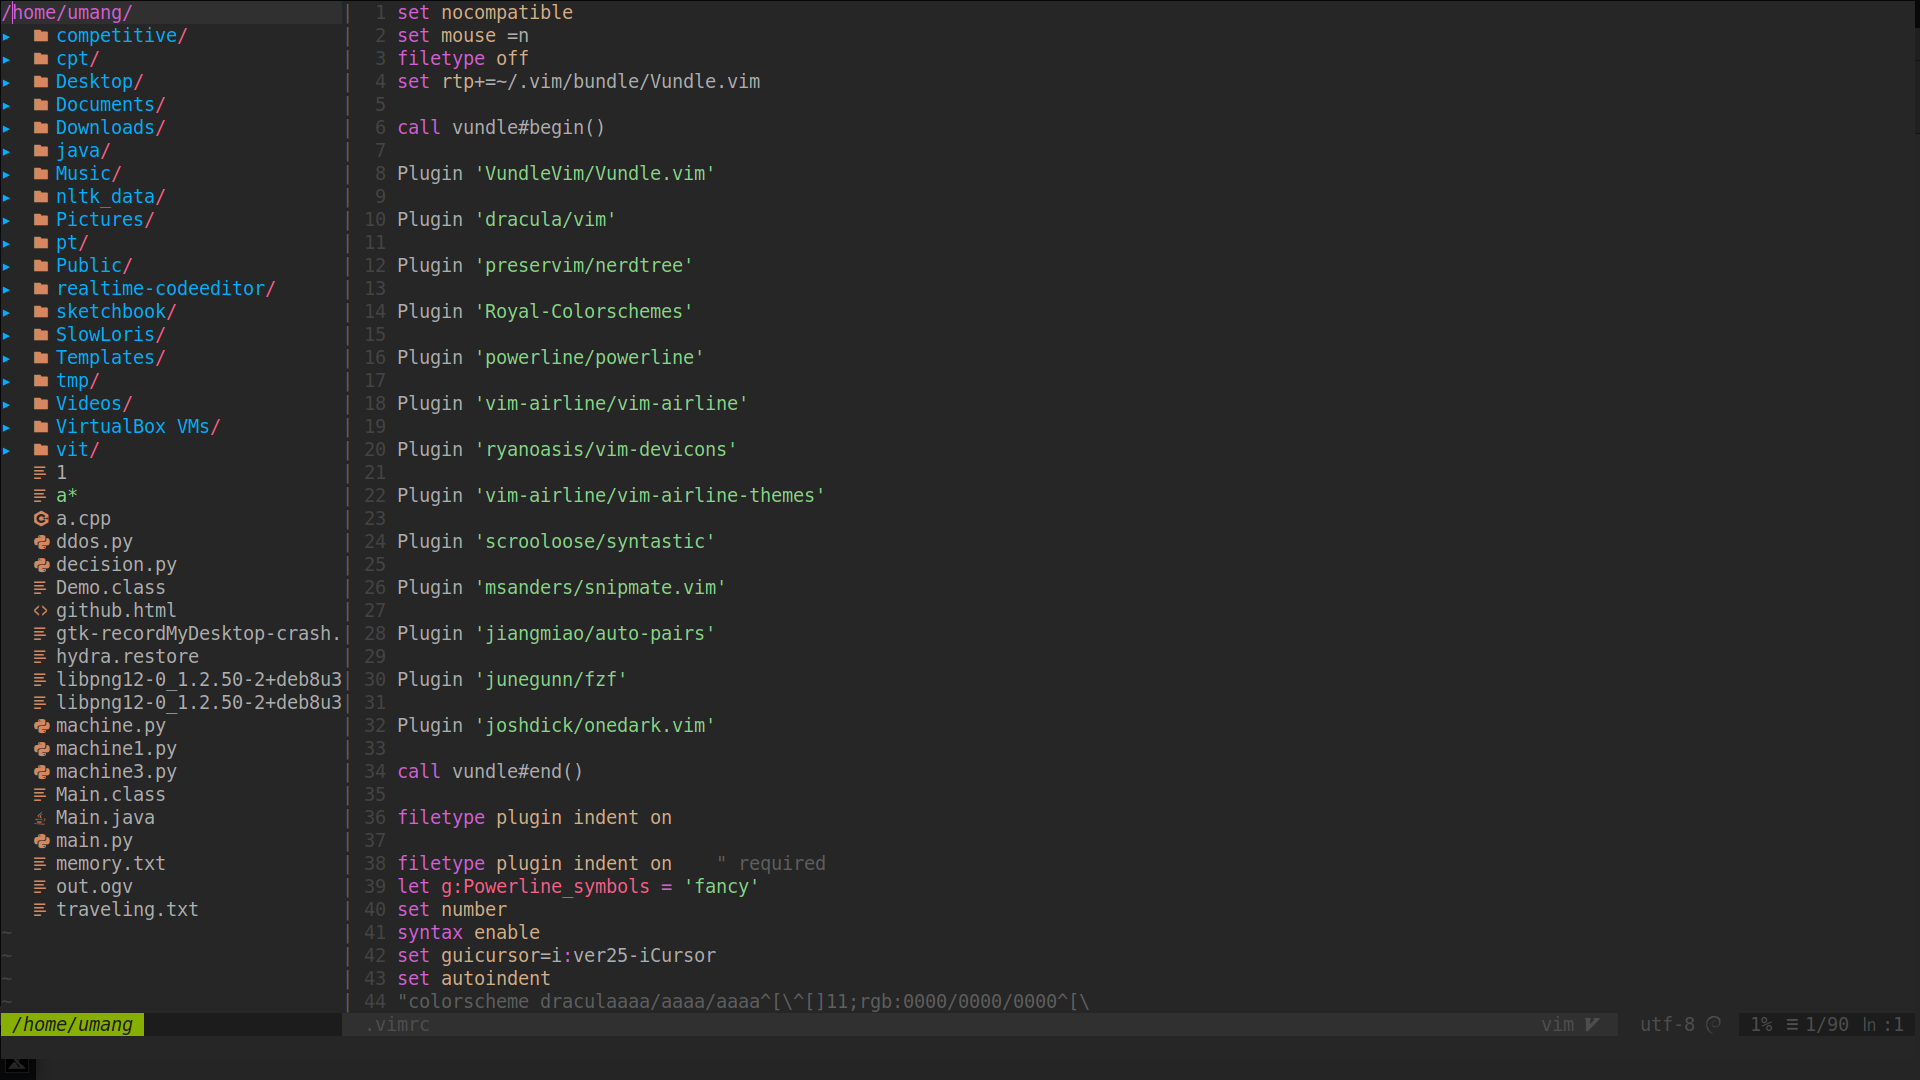 /home/umang/
▸ competitive/
▸ cpt/
▸ Desktop/
▸ Documents/
▸ Downloads/
▸ java/
▸ Music/
▸ nltk_data/
▸ Pictures/
▸ pt/
▸ Public/
▸ realtime-codeeditor/
▸ sketchbook/
▸ SlowLoris/
▸ Templates/
▸ tmp/
▸ Videos/
▸ VirtualBox VMs/
▸ vit/
1
a*
a.cpp
ddos.py
decision.py
Demo.class
github.html
gtk-recordMyDesktop-crash.
hydra.restore
libpng12-0_1.2.50-2+deb8u3
libpng12-0_1.2.50-2+deb8u3
machine.py
machine1.py
machine3.py
Main.class
Main.java
main.py
memory.txt
out.ogv
traveling.txt
~
~
~
~
/home/umang
1 set nocompatible
2 set mouse =n
3 filetype off
4 set rtp+=~/.vim/bundle/Vundle.vim
5
6 call vundle#begin()
7
8 Plugin 'VundleVim/Vundle.vim'
9
10 Plugin 'dracula/vim'
11
12 Plugin 'preservim/nerdtree'
13
14 Plugin 'Royal-Colorschemes'
15
16 Plugin 'powerline/powerline'
17
18 Plugin 'vim-airline/vim-airline'
19
20 Plugin 'ryanoasis/vim-devicons'
21
22 Plugin 'vim-airline/vim-airline-themes'
23
24 Plugin 'scrooloose/syntastic'
25
26 Plugin 'msanders/snipmate.vim'
27
28 Plugin 'jiangmiao/auto-pairs'
29
30 Plugin 'junegunn/fzf'
31
32 Plugin 'joshdick/onedark.vim'
33
34 call vundle#end()
35
36 filetype plugin indent on
37
38 filetype plugin indent on    " required
39 let g:Powerline_symbols = 'fancy'
40 set number
41 syntax enable
42 set guicursor=i:ver25-iCursor
43 set autoindent
44 "colorscheme draculaaaa/aaaa/aaaa^[\^[]11;rgb:0000/0000/0000^[\
.vimrc vim utf-8 1% ☰ 1/90 ln :1